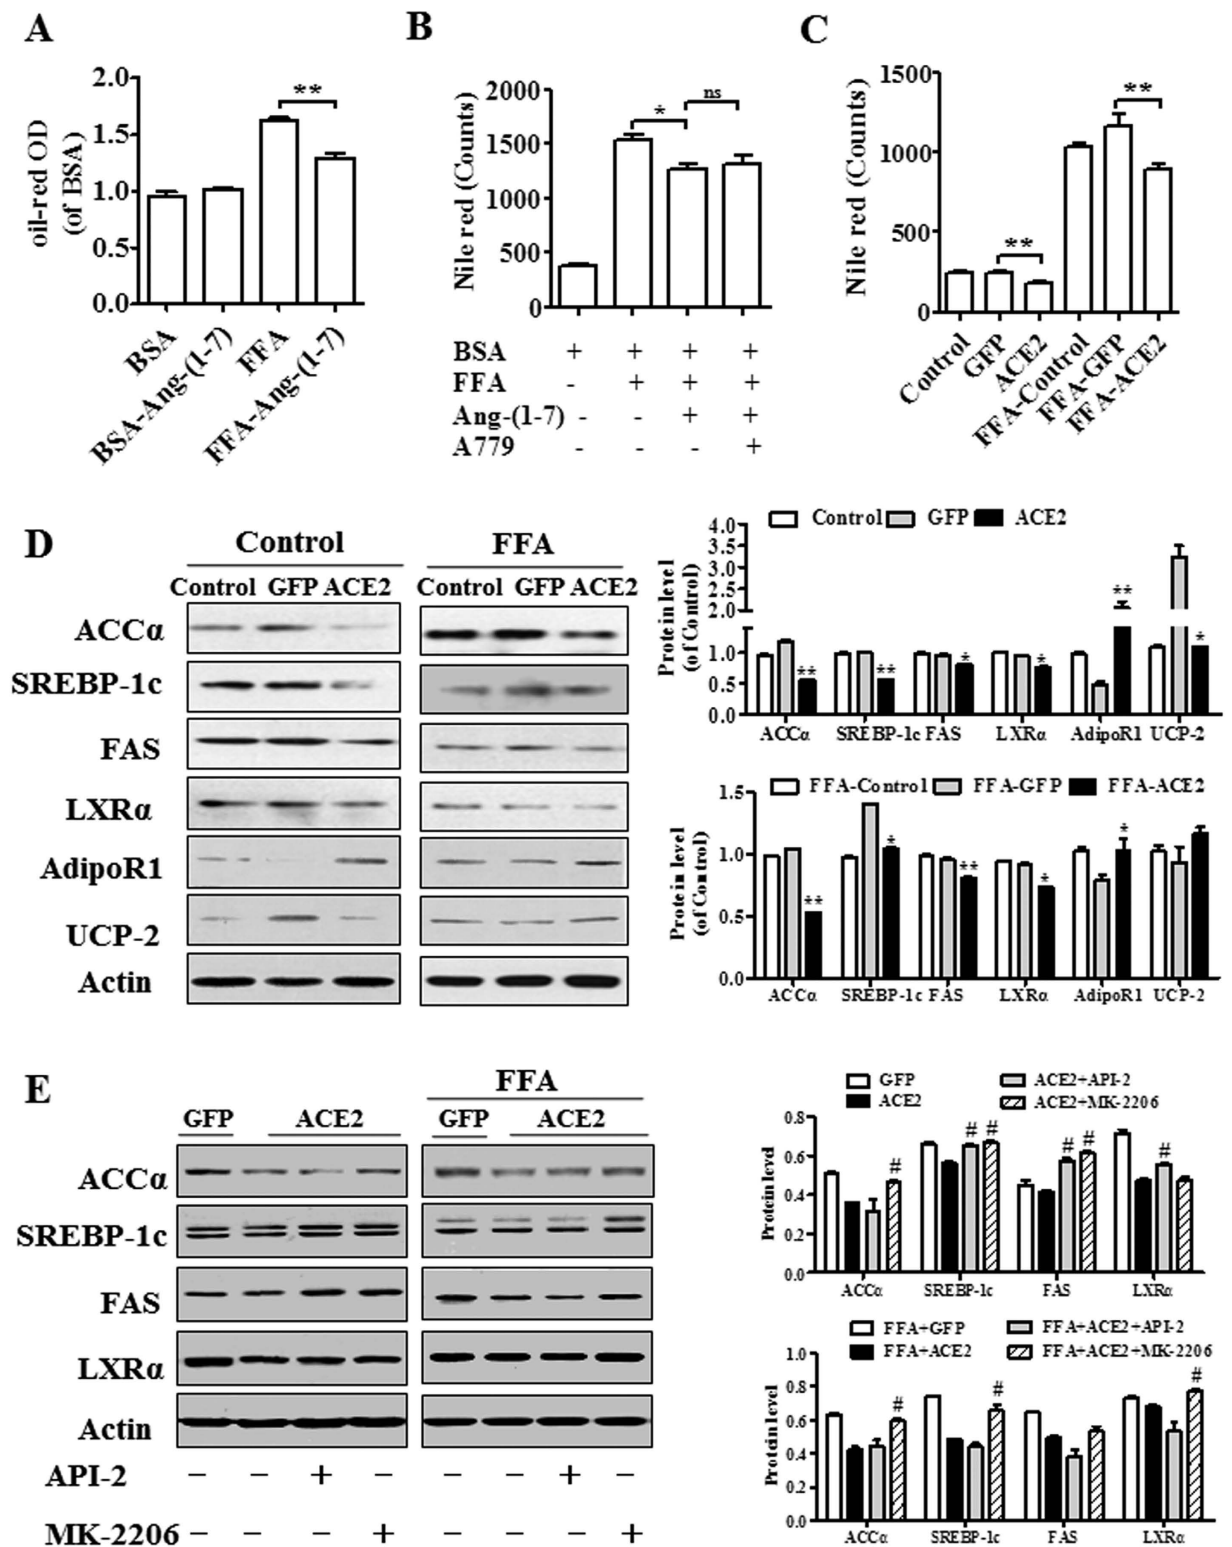 A
2.0
1.5
1.0
0.5
0.0
oil-red OD
(of BSA)
**
BSA
BSA-Ang-(1-7)
FFA
FFA-Ang-(1-7)
B
2000
1500
1000
500
0
Nile red (Counts)
*
ns
BSA + + + +
FFA - + + +
Ang-(1-7) - - + +
A779 - - - +
C
1500
1000
500
0
Nile red (Counts)
**
**
Control
GFP
ACE2
FFA-Control
FFA-GFP
FFA-ACE2
D
Control
FFA
Control GFP ACE2
Control GFP ACE2
ACCα
SREBP-1c
FAS
LXRα
AdipoR1
UCP-2
Actin
Control GFP ACE2
4.0
3.5
3.0
2.5
2.0
1.0
0.5
0.0
Protein level
(of Control)
** ** * * ** *
ACCα SREBP-1c FAS LXRα AdipoR1 UCP-2
FFA-Control FFA-GFP FFA-ACE2
1.5
1.0
0.5
0.0
Protein level
(of Control)
** * ** * *
ACCα SREBP-1c FAS LXRα AdipoR1 UCP-2
E
FFA
GFP ACE2
GFP ACE2
ACCα
SREBP-1c
FAS
LXRα
Actin
API-2 − − + − − − + −
MK-2206 − − − + − − − +
GFP ACE2+API-2
ACE2 ACE2+MK-2206
0.8
0.6
0.4
0.2
0.0
Protein level
# # # # # #
ACCα SREBP-1c FAS LXRα
FFA+GFP FFA+ACE2+API-2
FFA+ACE2 FFA+ACE2+MK-2206
1.0
0.8
0.6
0.4
0.2
0.0
Protein level
# # #
ACCα SREBP-1c FAS LXRα